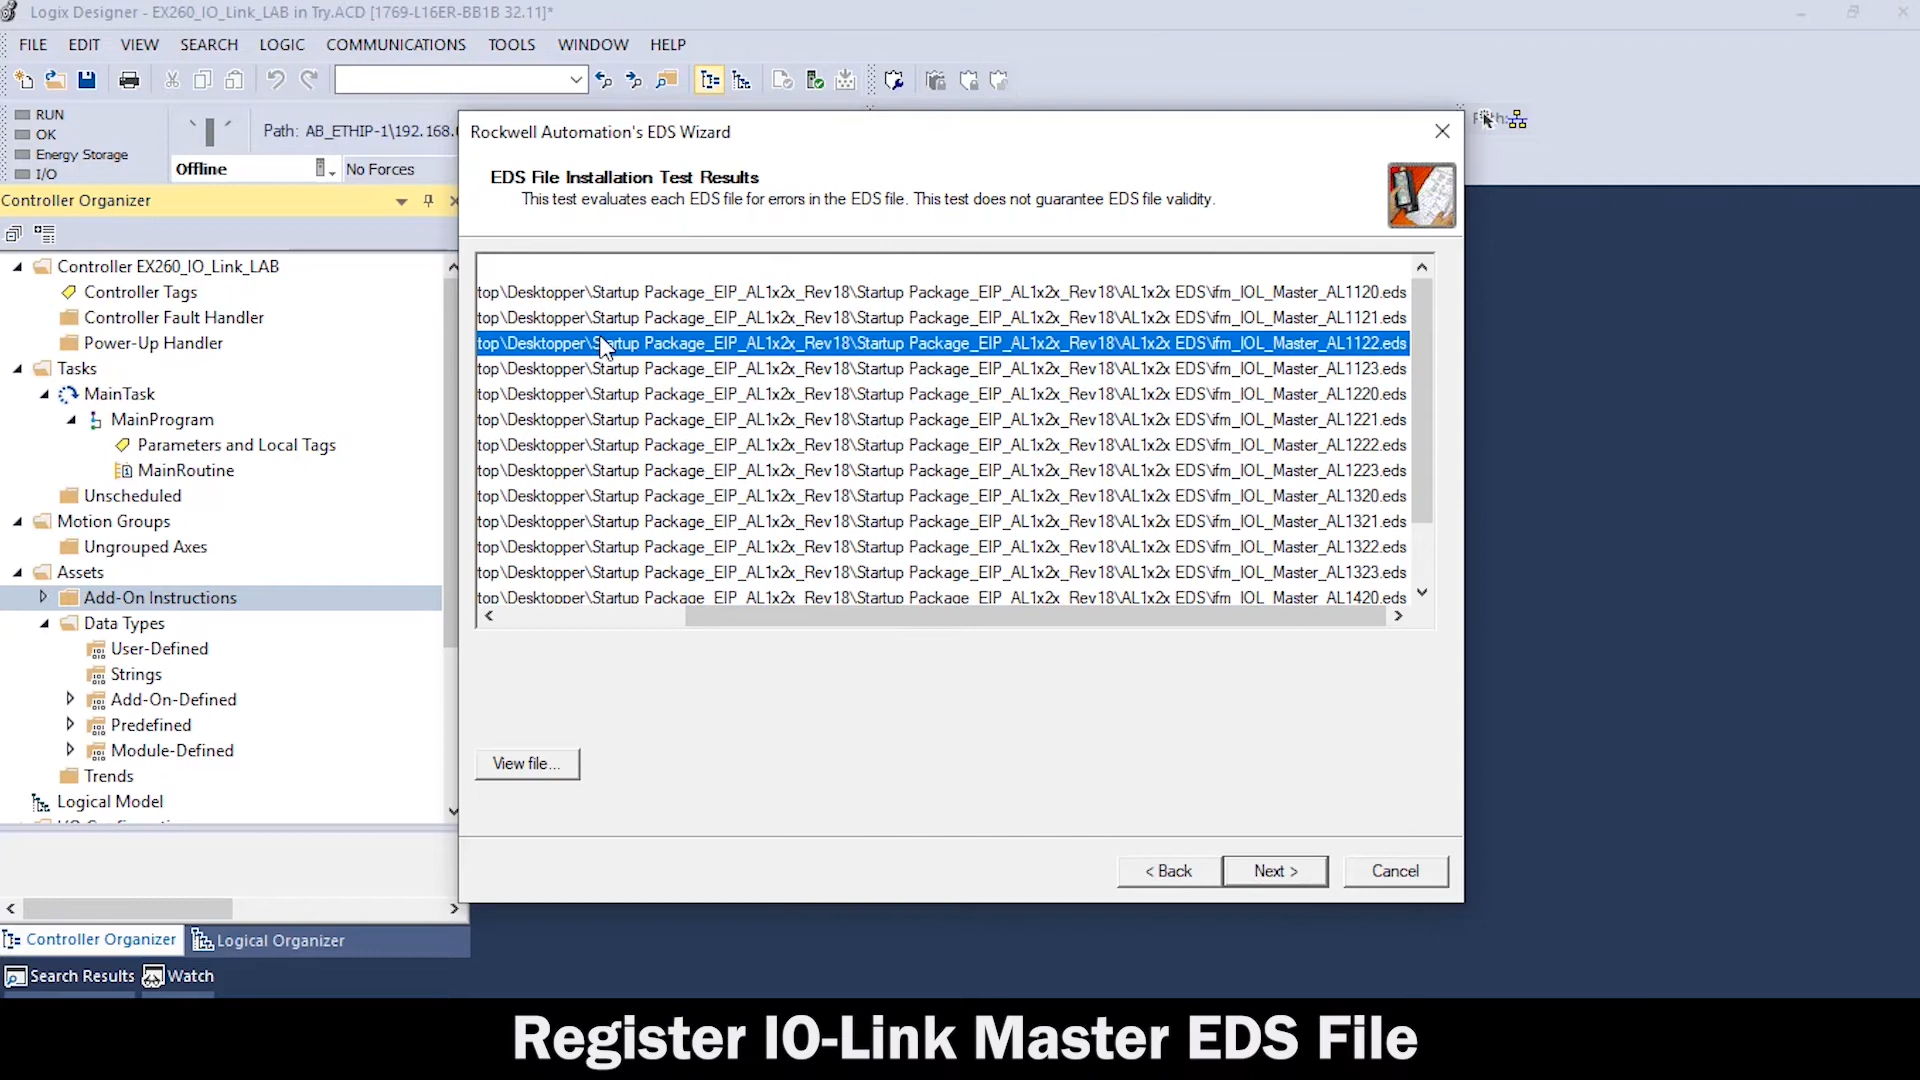 Logix Designer - EX260_IO_Link_LAB in Try.ACD [1769-L16ER-BB1B 32.11]*
FILE EDIT VIEW SEARCH LOGIC COMMUNICATIONS TOOLS WINDOW HELP
RUN
OK
Energy Storage
I/O
Path: AB_ETHIP-1\192.168.
Offline
No Forces
Controller Organizer
Controller EX260_IO_Link_LAB
Controller Tags
Controller Fault Handler
Power-Up Handler
Tasks
MainTask
MainProgram
Parameters and Local Tags
MainRoutine
Unscheduled
Motion Groups
Ungrouped Axes
Assets
Add-On Instructions
Data Types
User-Defined
Strings
Add-On-Defined
Predefined
Module-Defined
Trends
Logical Model
Controller Organizer
Logical Organizer
Search Results
Watch
Rockwell Automation's EDS Wizard
EDS File Installation Test Results
This test evaluates each EDS file for errors in the EDS file. This test does not guarantee EDS file validity.
top\Desktopper\Startup Package_EIP_AL1x2x_Rev18\Startup Package_EIP_AL1x2x_Rev18\AL1x2x EDS\ifm_IOL_Master_AL1120.eds
top\Desktopper\Startup Package_EIP_AL1x2x_Rev18\Startup Package_EIP_AL1x2x_Rev18\AL1x2x EDS\ifm_IOL_Master_AL1121.eds
top\Desktopper\Startup Package_EIP_AL1x2x_Rev18\Startup Package_EIP_AL1x2x_Rev18\AL1x2x EDS\ifm_IOL_Master_AL1122.eds
top\Desktopper\Startup Package_EIP_AL1x2x_Rev18\Startup Package_EIP_AL1x2x_Rev18\AL1x2x EDS\ifm_IOL_Master_AL1123.eds
top\Desktopper\Startup Package_EIP_AL1x2x_Rev18\Startup Package_EIP_AL1x2x_Rev18\AL1x2x EDS\ifm_IOL_Master_AL1220.eds
top\Desktopper\Startup Package_EIP_AL1x2x_Rev18\Startup Package_EIP_AL1x2x_Rev18\AL1x2x EDS\ifm_IOL_Master_AL1221.eds
top\Desktopper\Startup Package_EIP_AL1x2x_Rev18\Startup Package_EIP_AL1x2x_Rev18\AL1x2x EDS\ifm_IOL_Master_AL1222.eds
top\Desktopper\Startup Package_EIP_AL1x2x_Rev18\Startup Package_EIP_AL1x2x_Rev18\AL1x2x EDS\ifm_IOL_Master_AL1223.eds
top\Desktopper\Startup Package_EIP_AL1x2x_Rev18\Startup Package_EIP_AL1x2x_Rev18\AL1x2x EDS\ifm_IOL_Master_AL1320.eds
top\Desktopper\Startup Package_EIP_AL1x2x_Rev18\Startup Package_EIP_AL1x2x_Rev18\AL1x2x EDS\ifm_IOL_Master_AL1321.eds
top\Desktopper\Startup Package_EIP_AL1x2x_Rev18\Startup Package_EIP_AL1x2x_Rev18\AL1x2x EDS\ifm_IOL_Master_AL1322.eds
top\Desktopper\Startup Package_EIP_AL1x2x_Rev18\Startup Package_EIP_AL1x2x_Rev18\AL1x2x EDS\ifm_IOL_Master_AL1323.eds
top\Desktopper\Startup Package_EIP_AL1x2x_Rev18\Startup Package_EIP_AL1x2x_Rev18\AL1x2x EDS\ifm_IOL_Master_AL1420.eds
View file...
< Back
Next >
Cancel
Register IO-Link Master EDS File